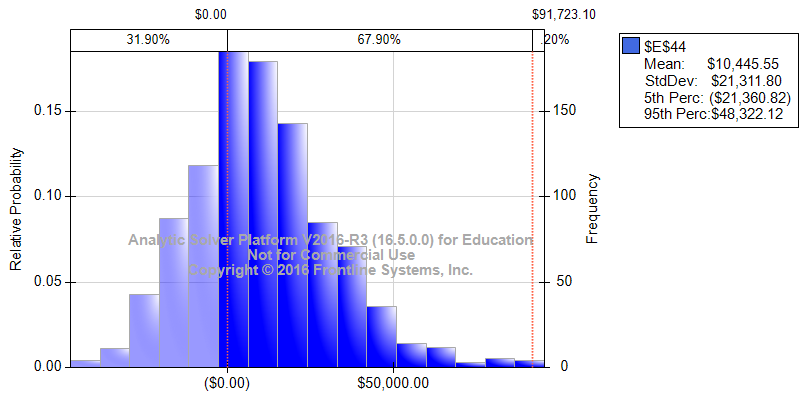 $0.00 $91,723.10
31.90% 67.90% .20%
$E$44
Mean: $10,445.55
StdDev: $21,311.80
5th Perc: ($21,360.82)
95th Perc:$48,322.12
0.15 150
0.10 100
0.05 50
0.00 0
Relative Probability
Frequency
Analytic Solver Platform V2016-R3 (16.5.0.0) for Education
Not for Commercial Use
Copyright © 2016 Frontline Systems, Inc.
($0.00) $50,000.00